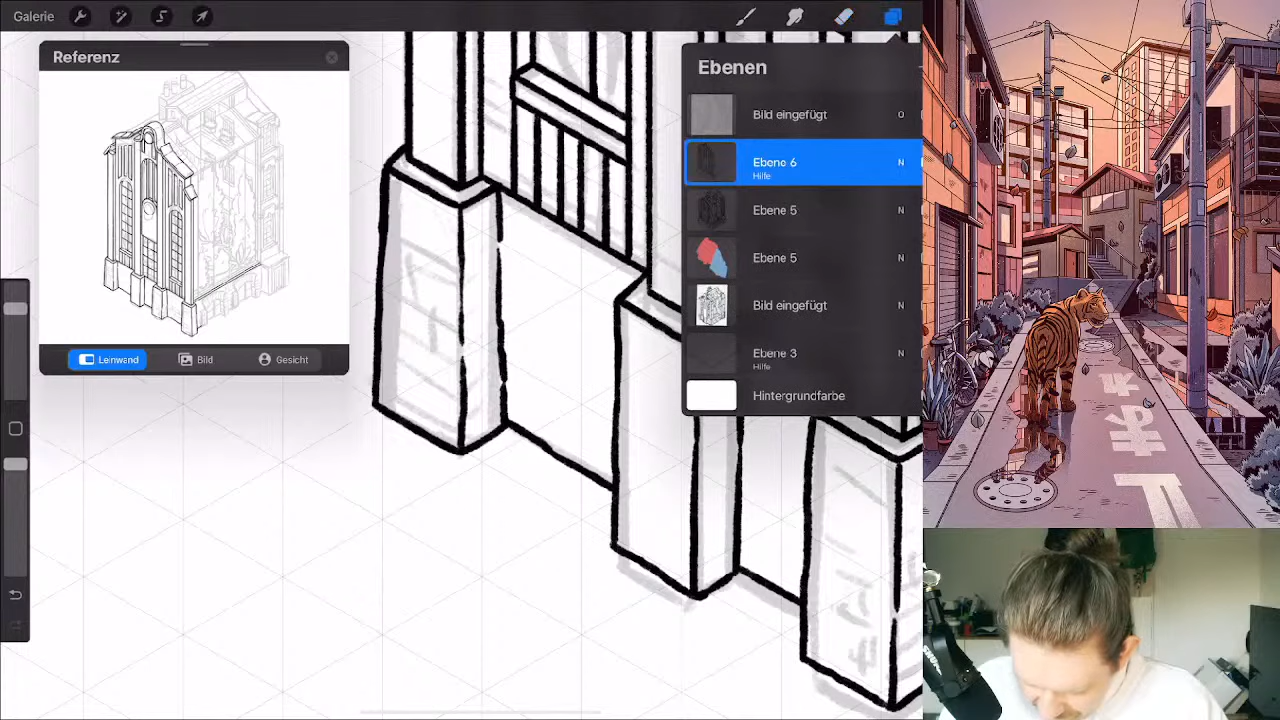 Galerie
Referenz
Leinwand
Bild
Gesicht
Ebenen
Bild eingefügt O
Ebene 6 N
Hilfe
Ebene 5 N
Ebene 5 N
Bild eingefügt N
Ebene 3 N
Hilfe
Hintergrundfarbe